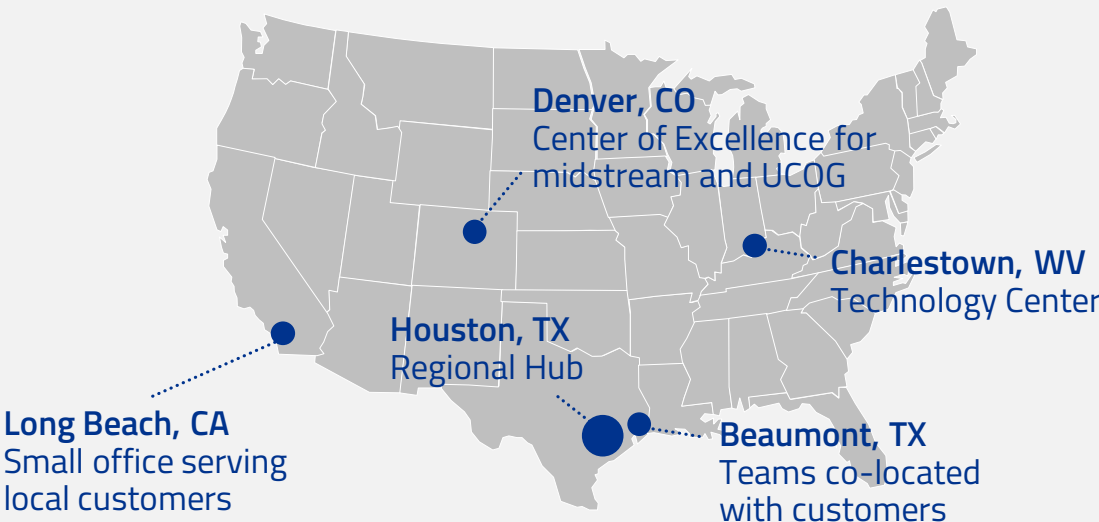 Denver, CO
Center of Excellence for
midstream and UCOG
Charlestown, WV
Technology Center
Houston, TX
Regional Hub
Long Beach, CA
Small office serving
local customers
Beaumont, TX
Teams co-located
with customers